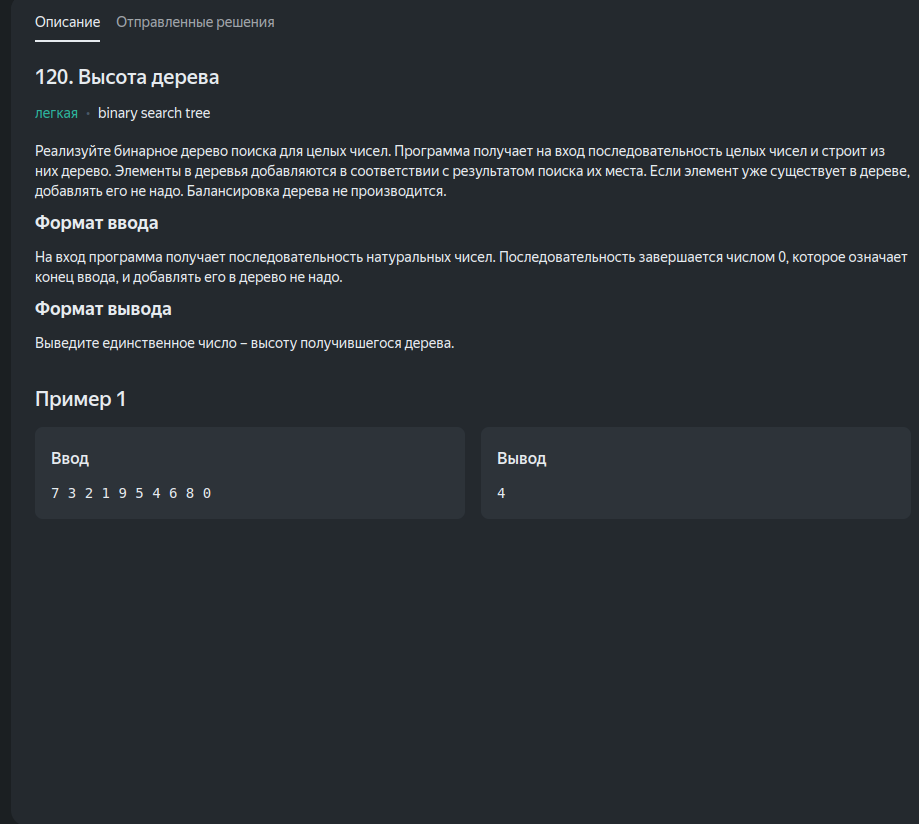 Описание Отправленные решения
120. Высота дерева
легкая · binary search tree
Реализуйте бинарное дерево поиска для целых чисел. Программа получает на вход последовательность целых чисел и строит из
них дерево. Элементы в деревья добавляются в соответствии с результатом поиска их места. Если элемент уже существует в дереве,
добавлять его не надо. Балансировка дерева не производится.
Формат ввода
На вход программа получает последовательность натуральных чисел. Последовательность завершается числом 0, которое означает
конец ввода, и добавлять его в дерево не надо.
Формат вывода
Выведите единственное число – высоту получившегося дерева.
Пример 1
Ввод
7 3 2 1 9 5 4 6 8 0
Вывод
4